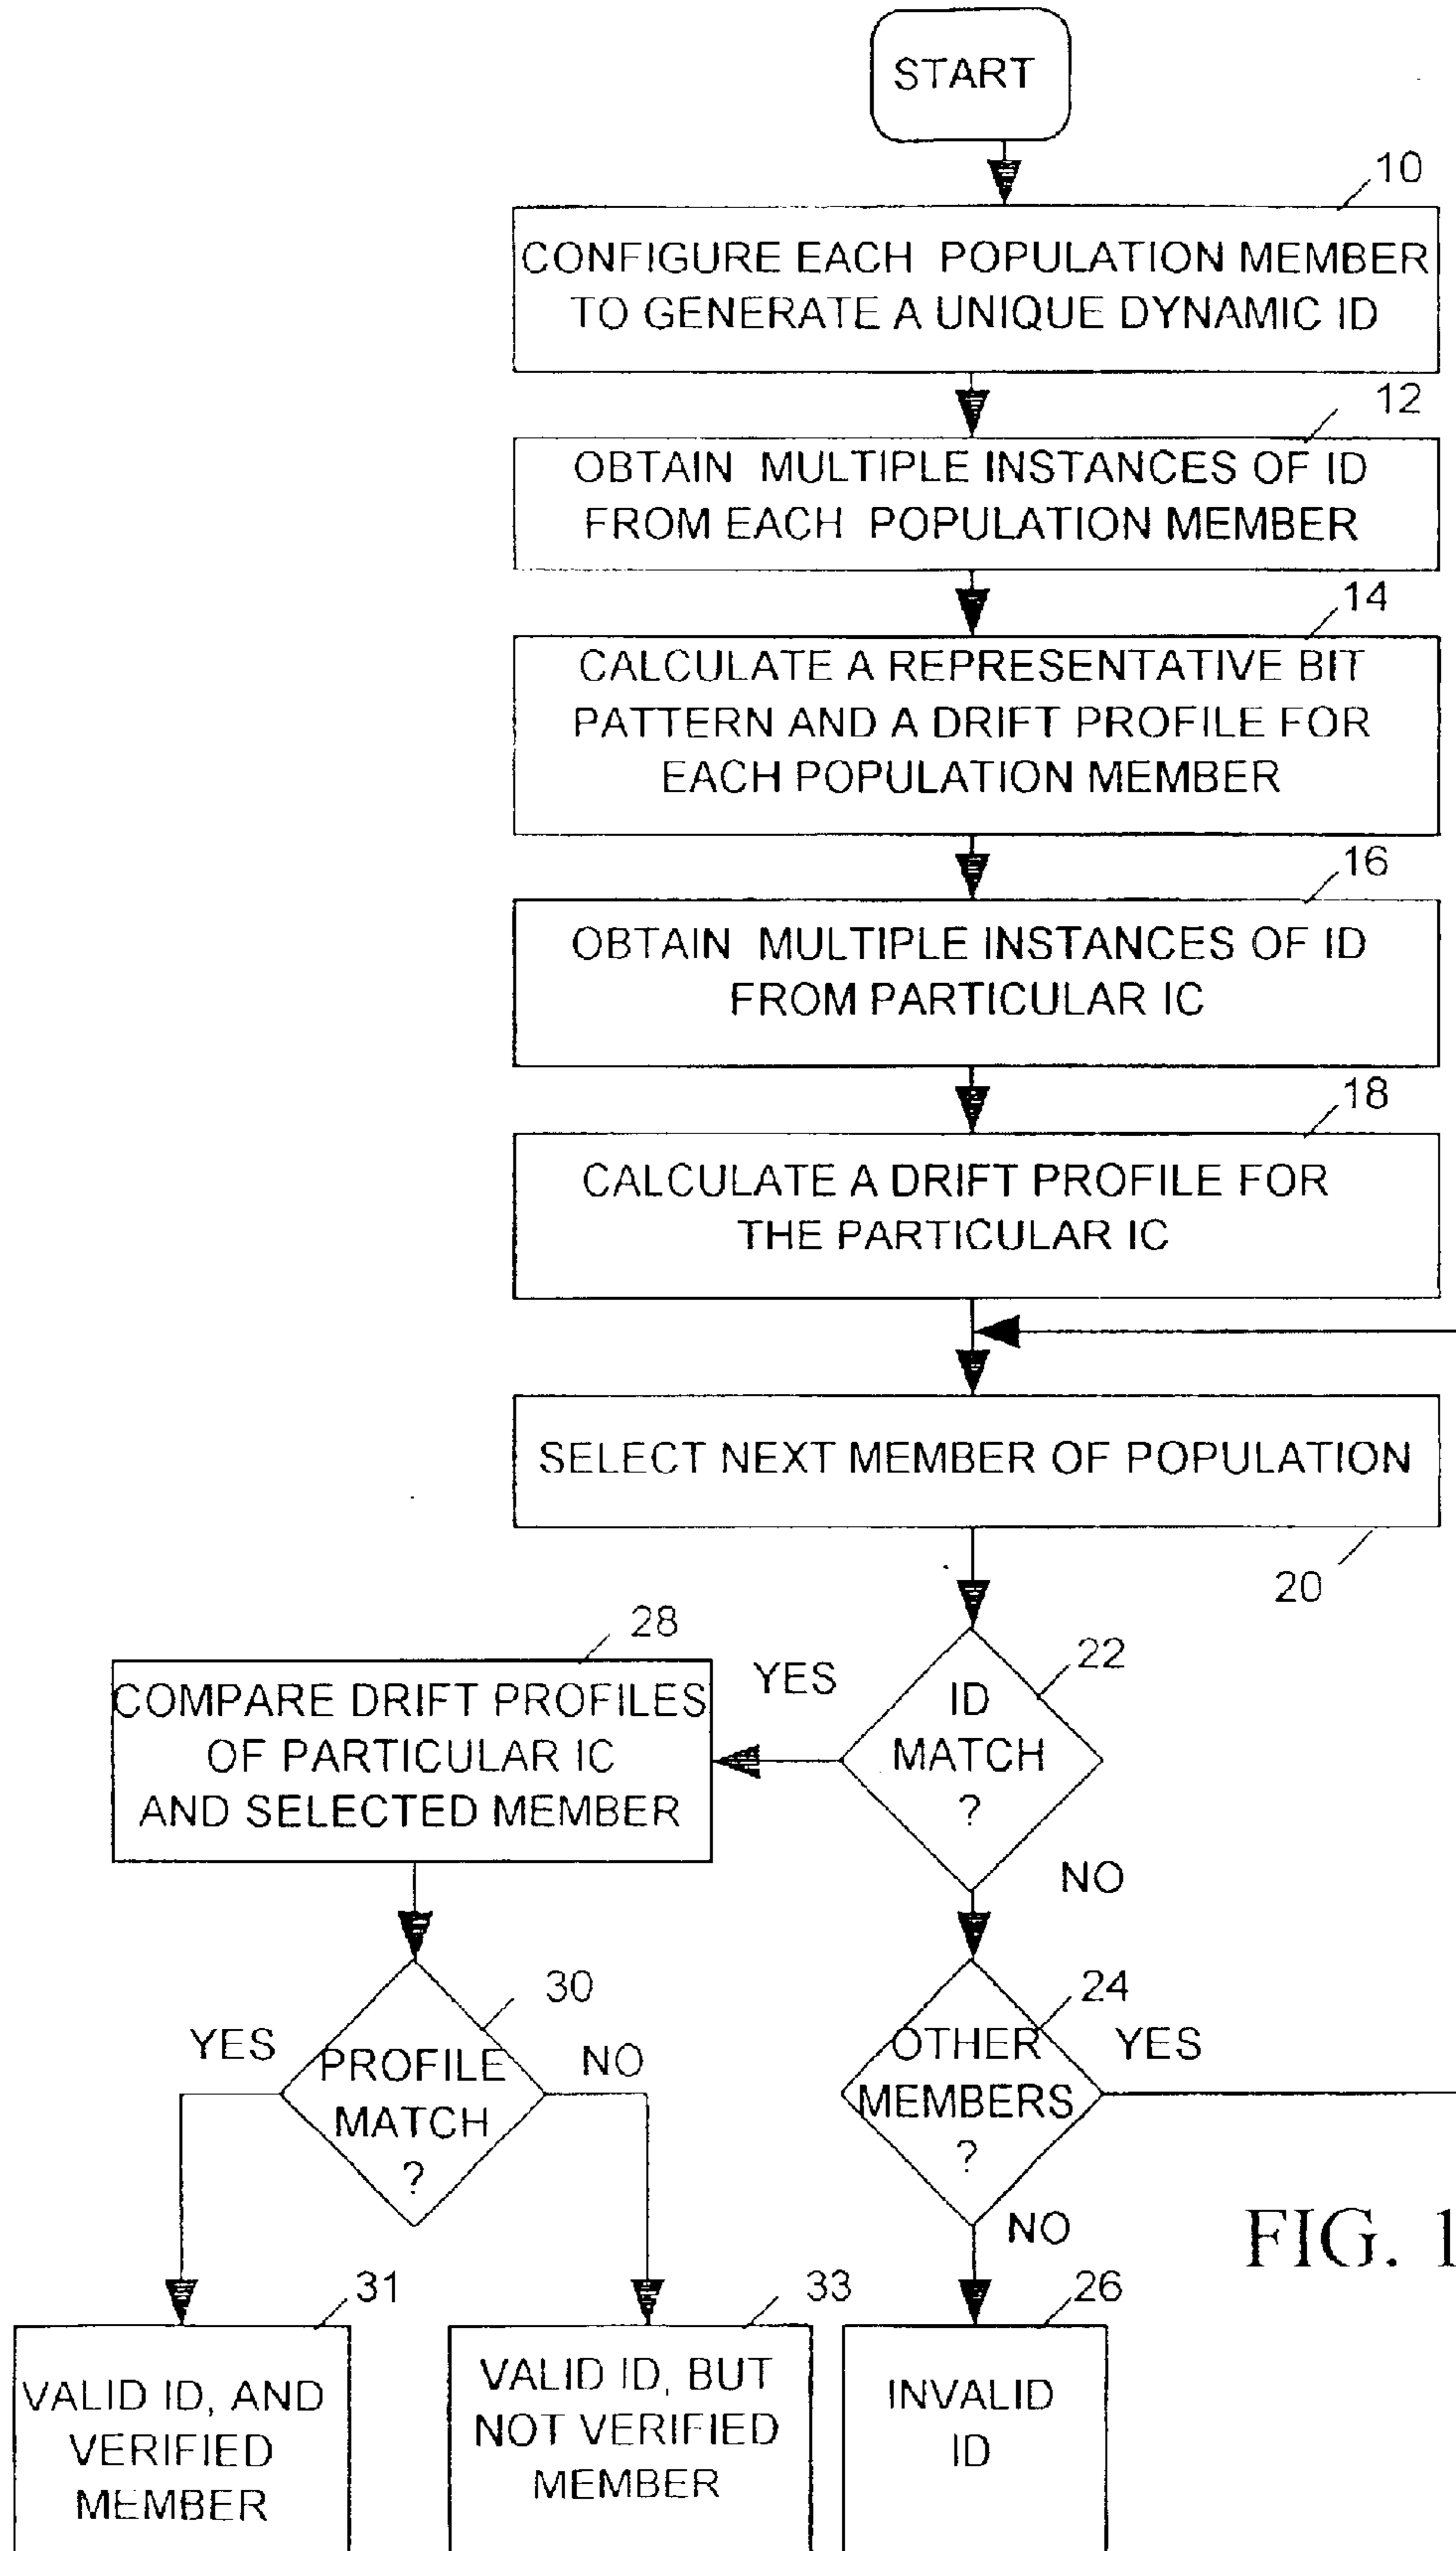 START
10
CONFIGURE EACH POPULATION MEMBER
TO GENERATE A UNIQUE DYNAMIC ID
12
OBTAIN MULTIPLE INSTANCES OF ID
FROM EACH POPULATION MEMBER
14
CALCULATE A REPRESENTATIVE BIT
PATTERN AND A DRIFT PROFILE FOR
EACH POPULATION MEMBER
16
OBTAIN MULTIPLE INSTANCES OF ID
FROM PARTICULAR IC
18
CALCULATE A DRIFT PROFILE FOR
THE PARTICULAR IC
SELECT NEXT MEMBER OF POPULATION
20
28
COMPARE DRIFT PROFILES
OF PARTICULAR IC
AND SELECTED MEMBER
YES
22
ID
MATCH
?
NO
30
YES
PROFILE
MATCH
?
NO
24
OTHER
MEMBERS
?
YES
NO
FIG. 1
31
VALID ID, AND
VERIFIED
MEMBER
33
VALID ID, BUT
NOT VERIFIED
MEMBER
26
INVALID
ID